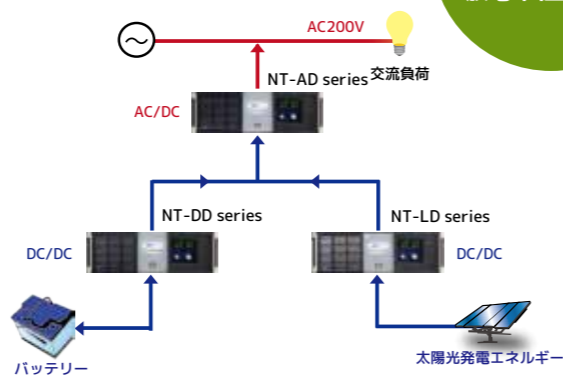 AC200V
NT-AD series
交流負荷
AC/DC
NT-DD series
NT-LD series
DC/DC
DC/DC
バッテリー
太陽光発電エネルギー